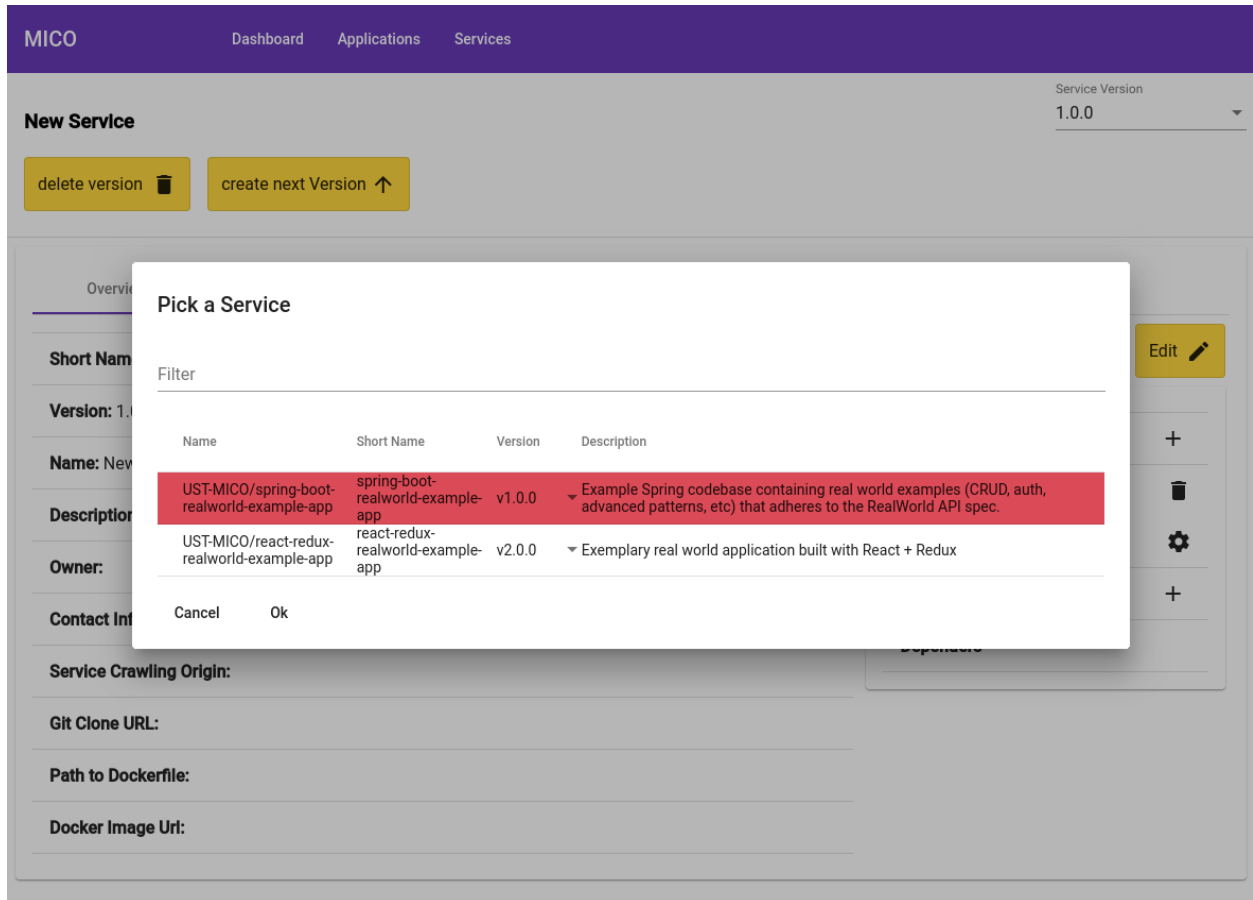 MICO Dashboard Applications Services
Service Version
1.0.0
New Service
delete version
create next Version
Pick a Service
Filter
Name Short Name Version Description
UST-MICO/spring-boot-
realworld-example-app
spring-boot-
realworld-example-
app
v1.0.0
Example Spring codebase containing real world examples (CRUD, auth,
advanced patterns, etc) that adheres to the RealWorld API spec.
UST-MICO/react-redux-
realworld-example-app
react-redux-
realworld-example-
app
v2.0.0
Exemplary real world application built with React + Redux
Cancel Ok
Overvie
Edit
Short Nam
Version: 1.
Name: New
Description
Owner:
Contact Inf
Service Crawling Origin:
Git Clone URL:
Path to Dockerfile:
Docker Image Url: